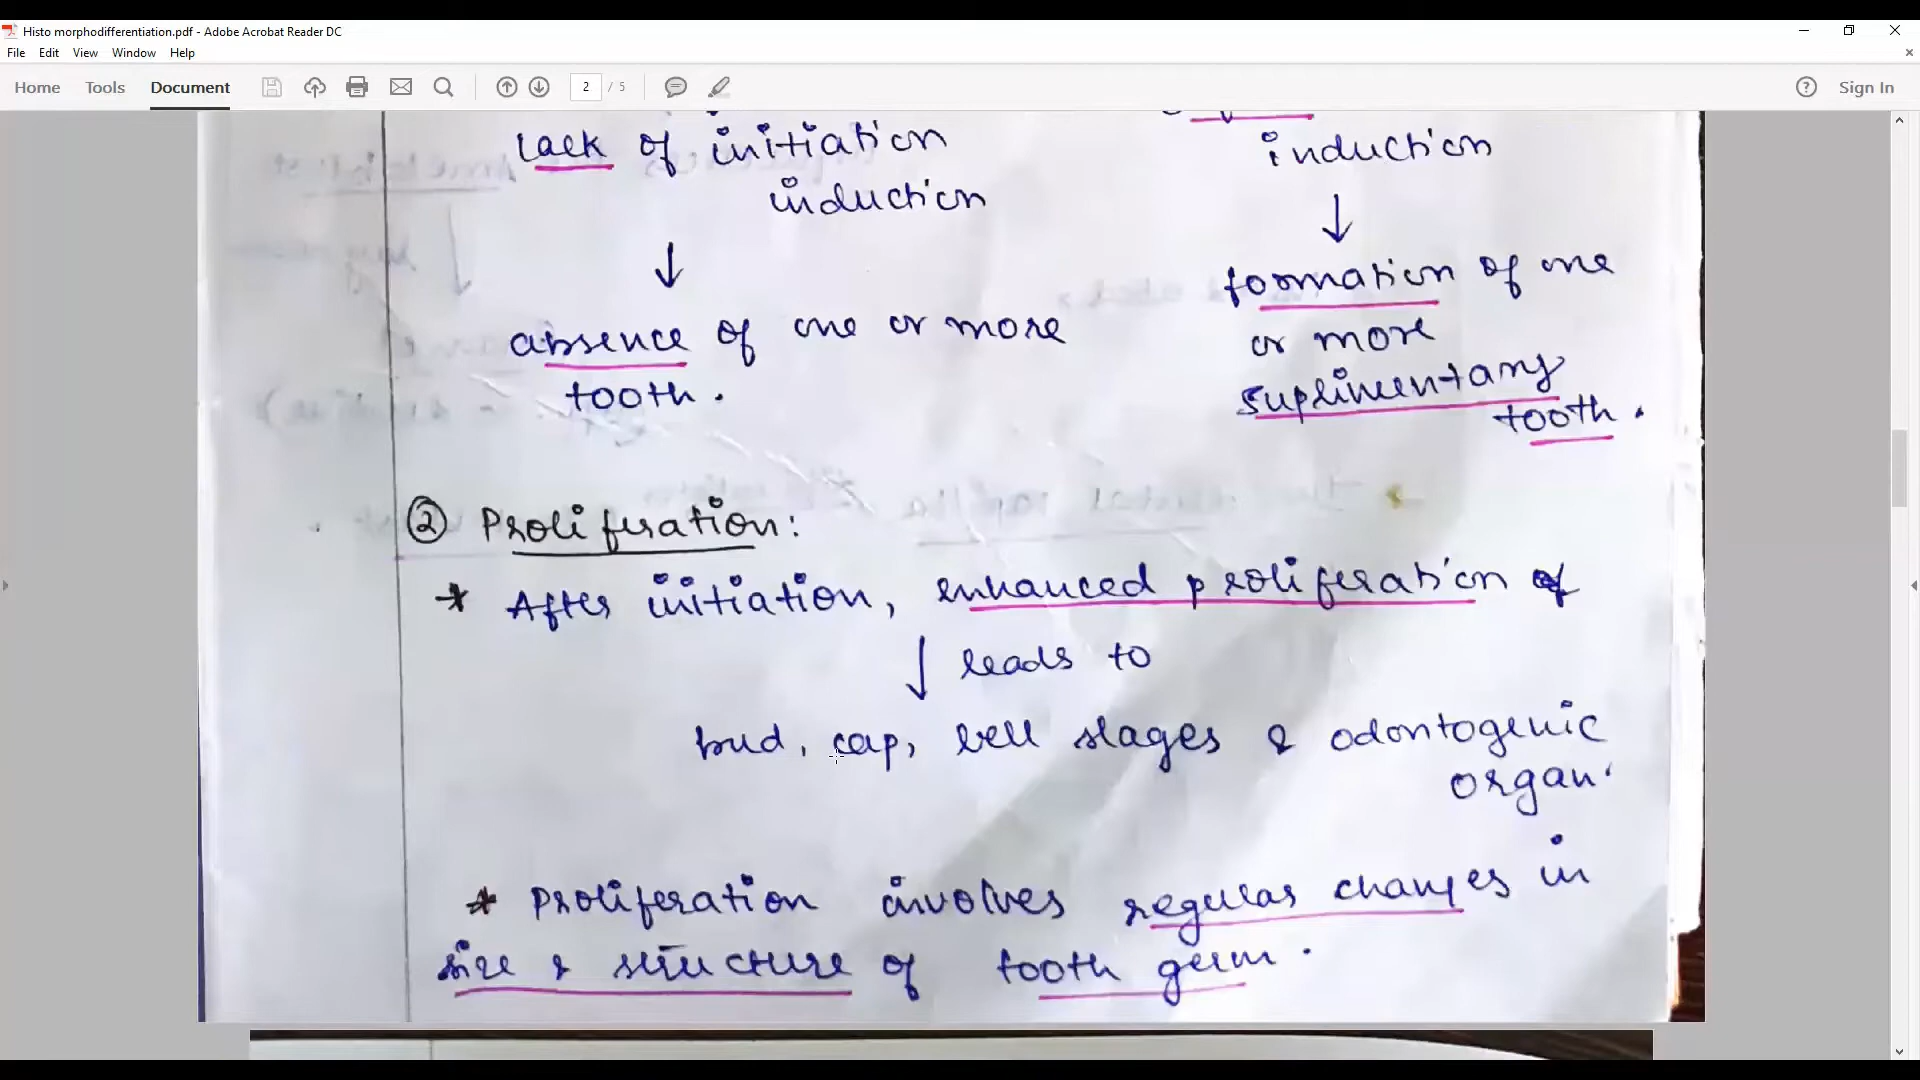 Histo morphodifferentiation.pdf - Adobe Acrobat Reader DC
File Edit View Window Help
Home Tools Document 2 / 5 Sign In
lack of initiation
induction
↓
absence of one or more
tooth.
induction
↓
formation of one
or more
suplimentary
tooth.
② Proliferation:
* After initiation, enhanced proliferation of
↓ leads to
bud, cap, bell stages & odontogenic
organ.
* Proliferation involves regular changes in
size & structure of tooth germ.